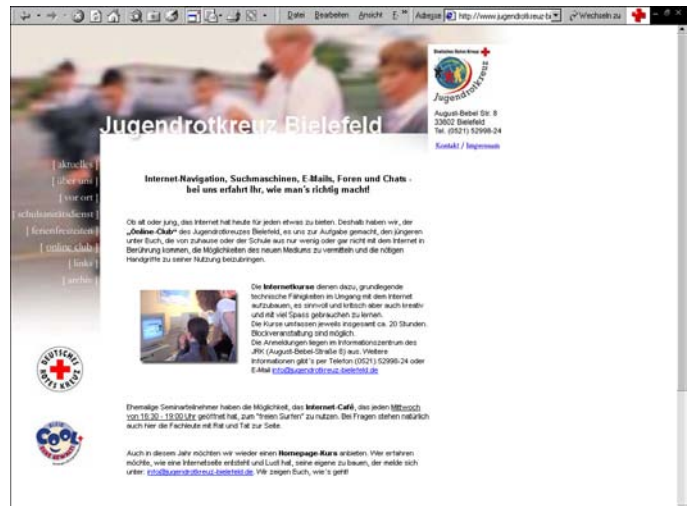 Datei Bearbeiten Ansicht E. » Adresse http://www.jugendrotkreuz-bi Wechseln zu
Deutsches Rotes Kreuz
Jugendrotkreuz
August-Bebel Str. 8
33602 Bielefeld
Tel. (0521) 52998-24
Kontakt / Impressum
Jugendrotkreuz Bielefeld
[ aktuelles ]
[ über uns ]
[ vor ort ]
[ schulsanitätsdienst ]
[ ferienfreizeiten ]
[ online club ]
[ links ]
[ archiv ]
Internet-Navigation, Suchmaschinen, E-Mails, Foren und Chats -
bei uns erfahrt Ihr, wie man's richtig macht!
Ob alt oder jung, das Internet hat heute für jeden etwas zu bieten. Deshalb haben wir, der
„Online-Club" des Jugendrotkreuzes Bielefeld, es uns zur Aufgabe gemacht, den jüngeren
unter Euch, die von zuhause oder der Schule aus nur wenig oder gar nicht mit dem Internet in
Berührung kommen, die Möglichkeiten des neuen Mediums zu vermitteln und die nötigen
Handgriffe zu seiner Nutzung beizubringen.
Die Internetkurse dienen dazu, grundlegende
technische Fähigkeiten im Umgang mit dem Internet
aufzubauen, es sinnvoll und kritisch aber auch kreativ
und mit viel Spass gebrauchen zu lernen.
Die Kurse umfassen jeweils insgesamt ca. 20 Stunden.
Blockveranstaltung sind möglich.
Die Anmeldungen liegen im Informationszentrum des
JRK (August-Bebel-Straße 8) aus. Weitere
Informationen gibt´s per Telefon (0521) 52998-24 oder
E-Mail info@jugendrotkreuz-bielefeld.de
DEUTSCHES
ROTES KREUZ
Ehemalige Seminarteilnehmer haben die Möglichkeit, das Internet-Café, das jeden Mittwoch
von 16:30 - 19:00 Uhr geöffnet hat, zum "freien Surfen" zu nutzen. Bei Fragen stehen natürlich
auch hier die Fachleute mit Rat und Tat zur Seite.
COOL
OHNE GEWALT
Auch in diesem Jahr möchten wir wieder einen Homepage-Kurs anbieten. Wer erfahren
möchte, wie eine Internetseite entsteht und Lust hat, seine eigene zu bauen, der melde sich
unter: info@jugendrotkreuz-bielefeld.de. Wir zeigen Euch, wie´s geht!